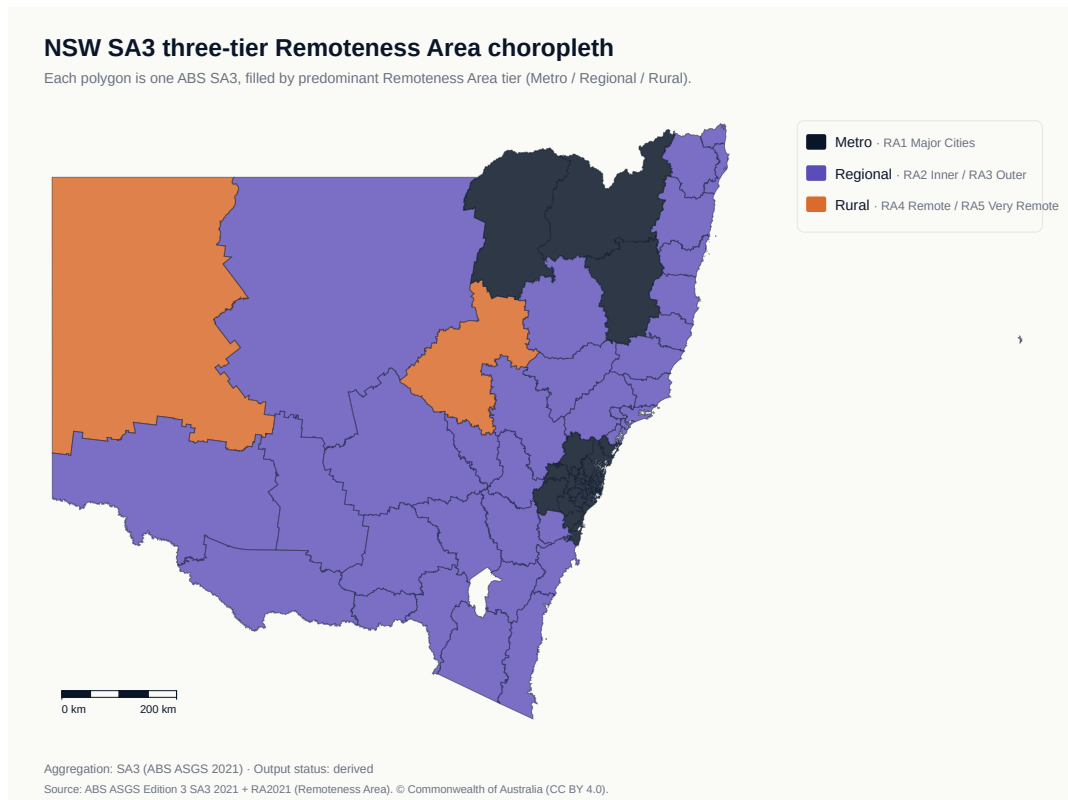 NSW SA3 three-tier Remoteness Area choropleth
Each polygon is one ABS SA3, filled by predominant Remoteness Area tier (Metro / Regional / Rural).
Metro · RA1 Major Cities
Regional · RA2 Inner / RA3 Outer
Rural · RA4 Remote / RA5 Very Remote
0 km 200 km
Aggregation: SA3 (ABS ASGS 2021) · Output status: derived
Source: ABS ASGS Edition 3 SA3 2021 + RA2021 (Remoteness Area). © Commonwealth of Australia (CC BY 4.0).